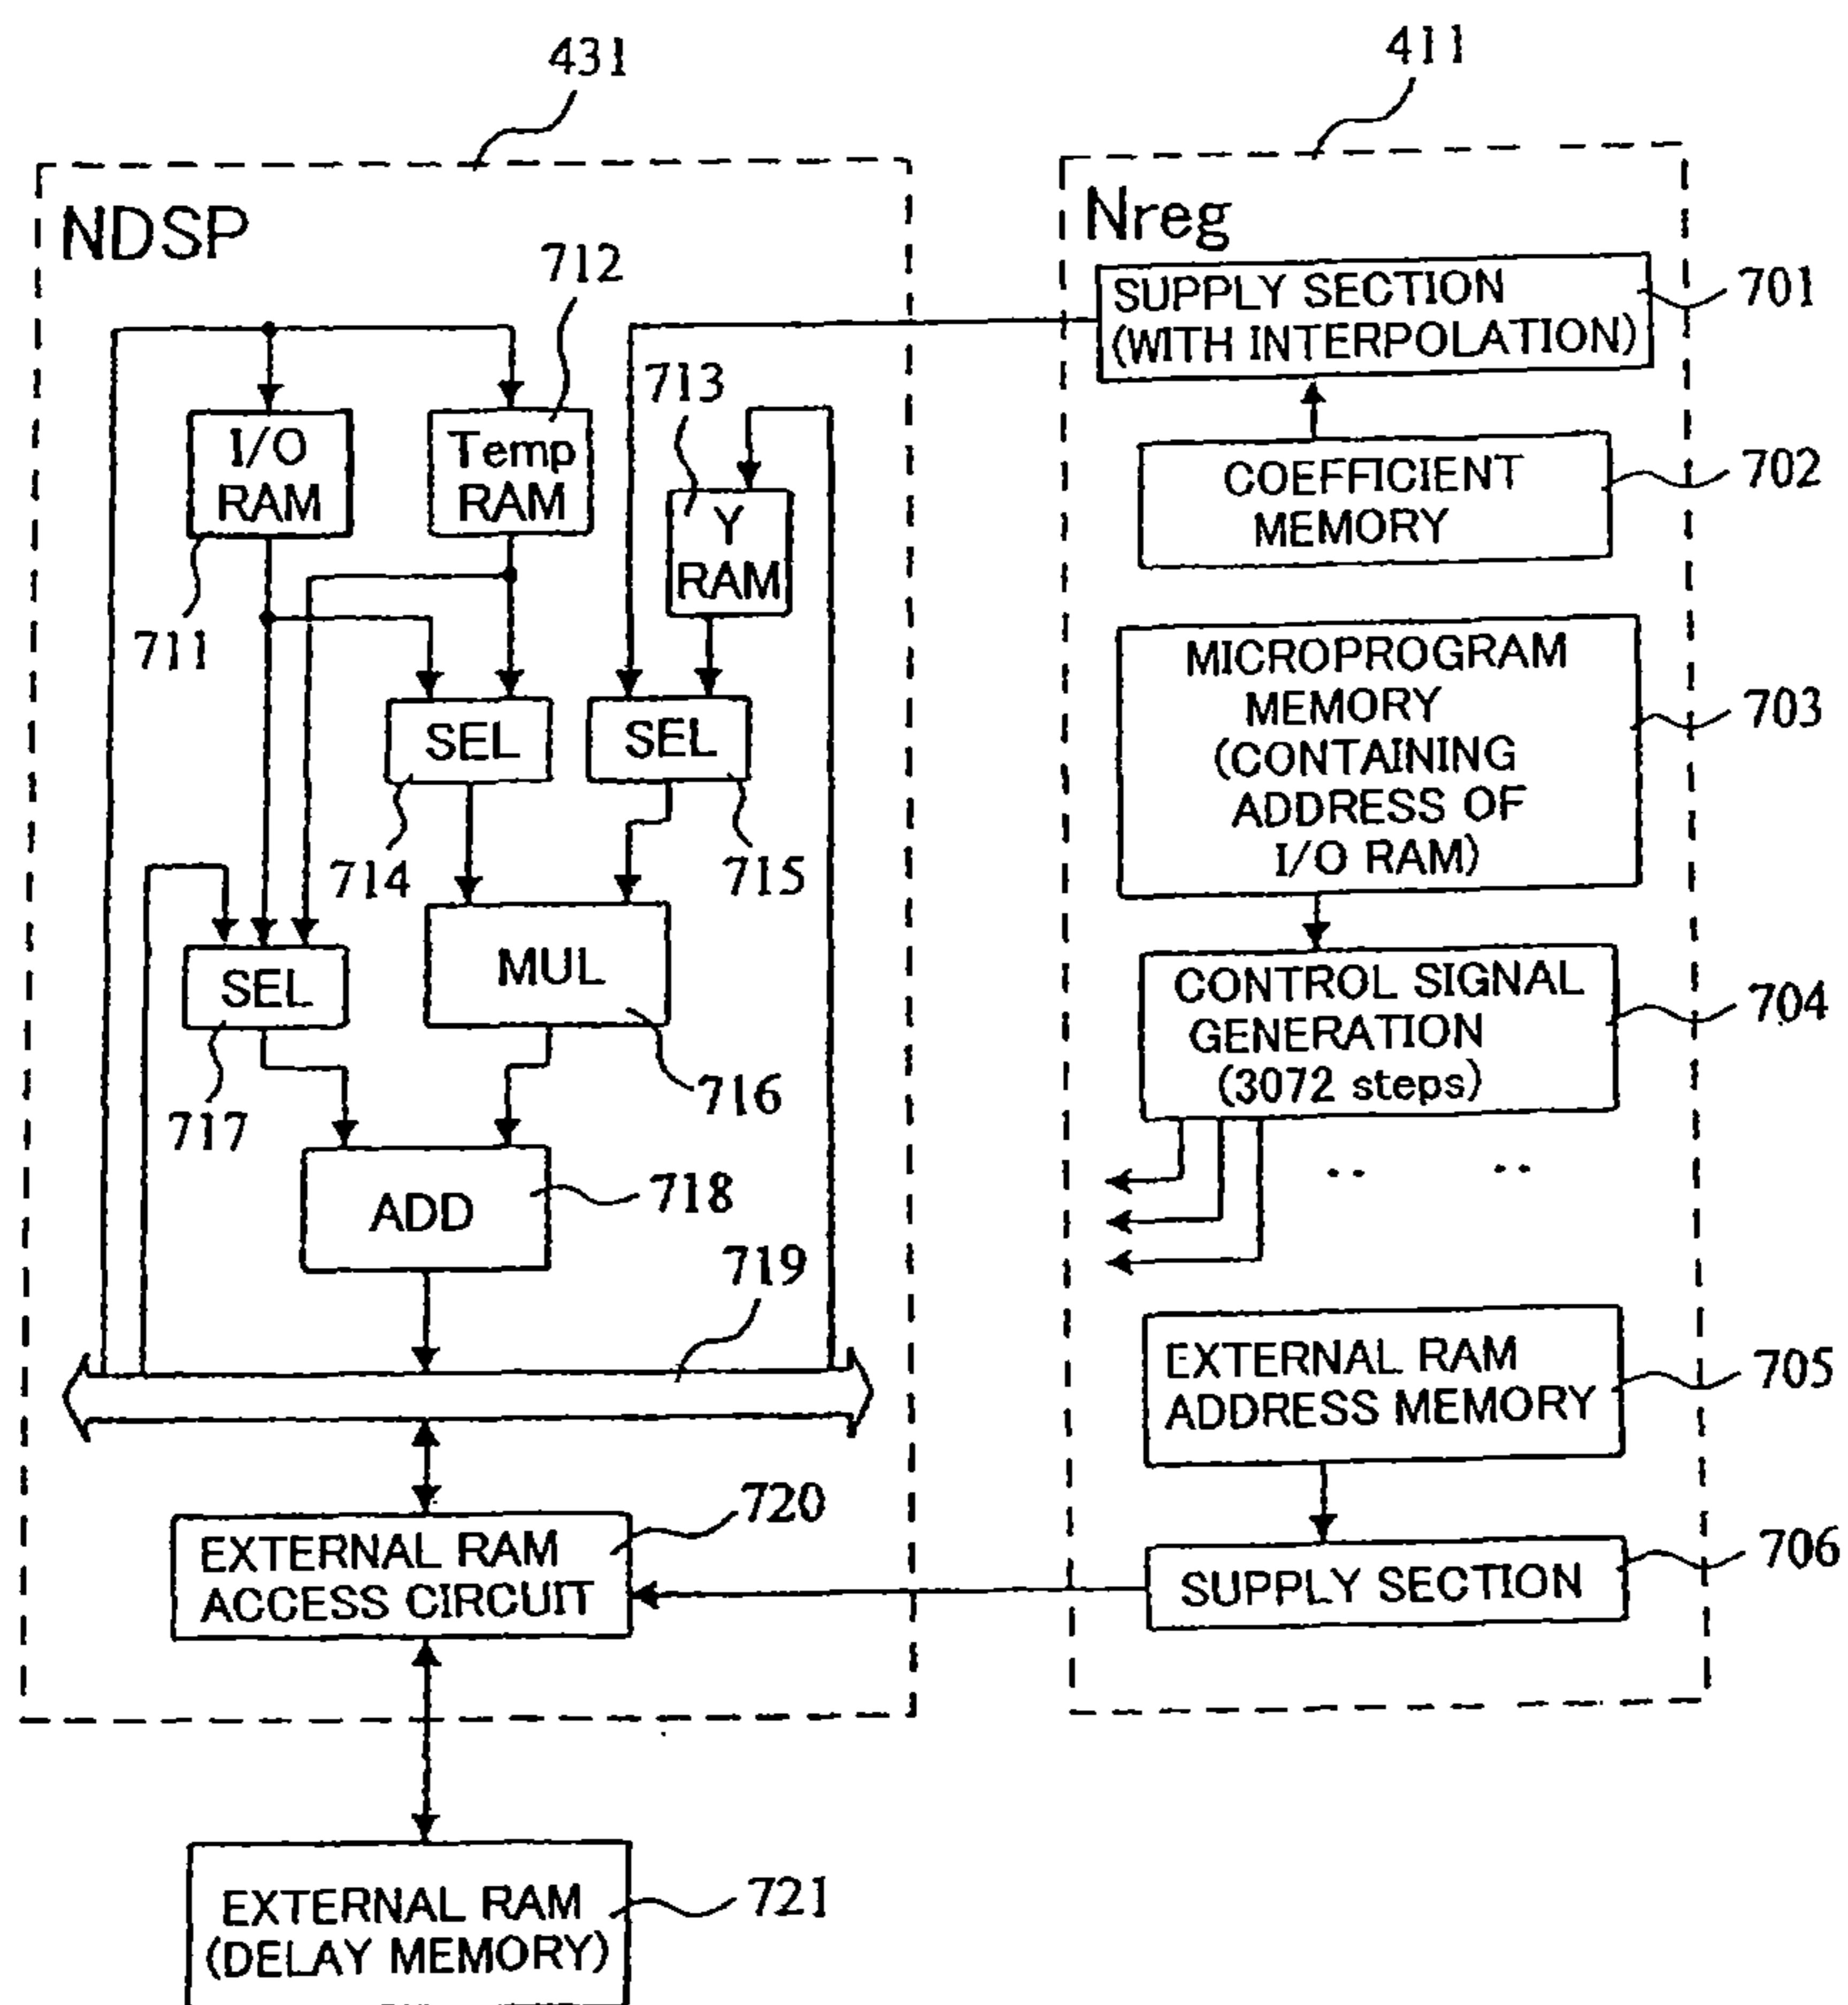 431
411
NDSP
Nreg
712
SUPPLY SECTION
(WITH INTERPOLATION)
701
713
I/O
RAM
Temp
RAM
COEFFICIENT
MEMORY
702
Y
RAM
711
MICROPROGRAM
MEMORY
(CONTAINING
ADDRESS OF
I/O RAM)
703
SEL
SEL
714
715
SEL
MUL
CONTROL SIGNAL
GENERATION
(3072 steps)
704
717
716
ADD
718
719
EXTERNAL RAM
ADDRESS MEMORY
705
720
EXTERNAL RAM
ACCESS CIRCUIT
SUPPLY SECTION
706
EXTERNAL RAM
(DELAY MEMORY)
721